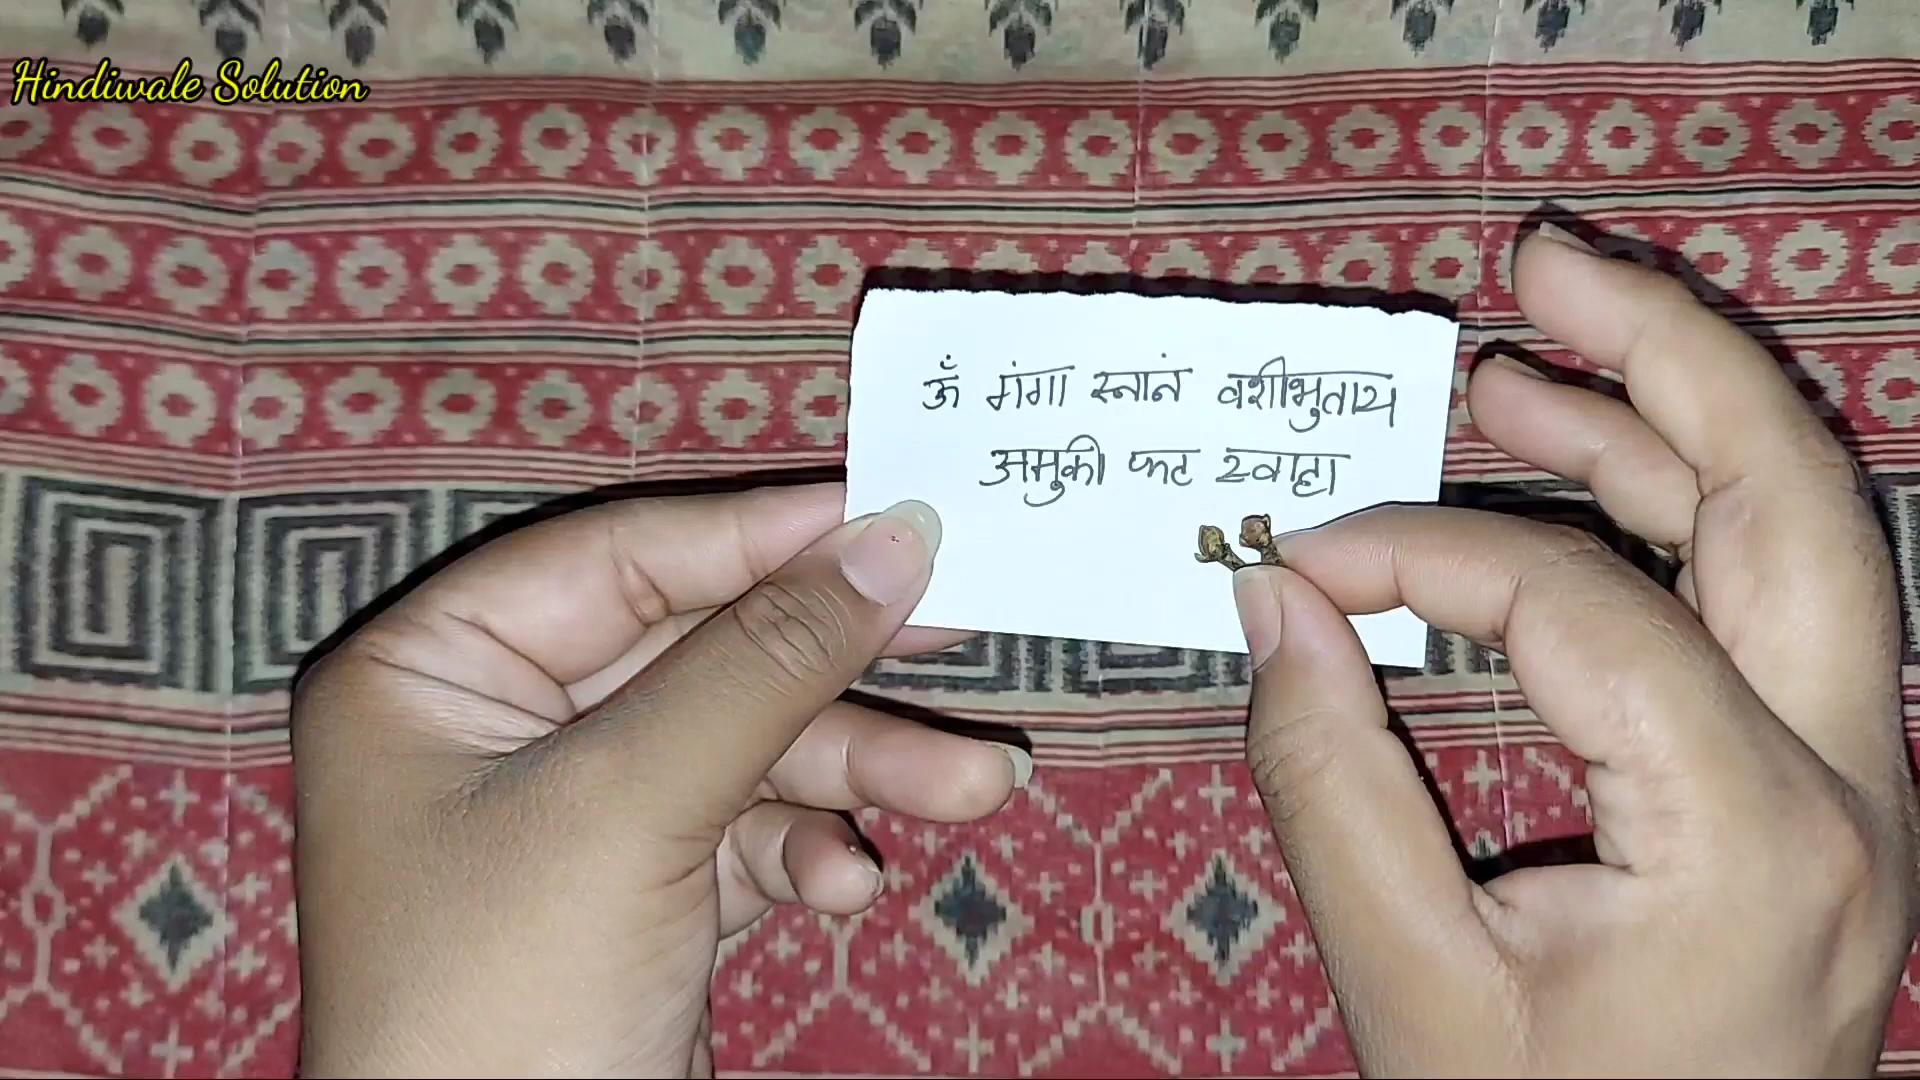 Hindiwale Solution
ॐ गंगा स्नानं वशीभुताय
अमुकी फट स्वाहा